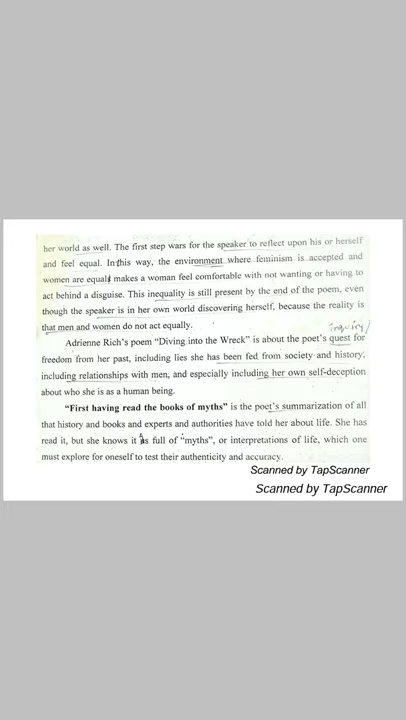 her world as well. The first step wars for the speaker to reflect upon his or herself
and feel equal. In this way, the environment where feminism is accepted and
women are equal makes a woman feel comfortable with not wanting or having to
act behind a disguise. This inequality is still present by the end of the poem, even
though the speaker is in her own world discovering herself, because the reality is
that men and women do not act equally.
inquiry
Adrienne Rich's poem "Diving into the Wreck" is about the poet's quest for
freedom from her past, including lies she has been fed from society and history,
including relationships with men, and especially including her own self-deception
about who she is as a human being.
"First having read the books of myths" is the poet's summarization of all
that history and books and experts and authorities have told her about life. She has
read it, but she knows it is full of "myths", or interpretations of life, which one
must explore for oneself to test their authenticity and accuracy.
Scanned by TapScanner
Scanned by TapScanner